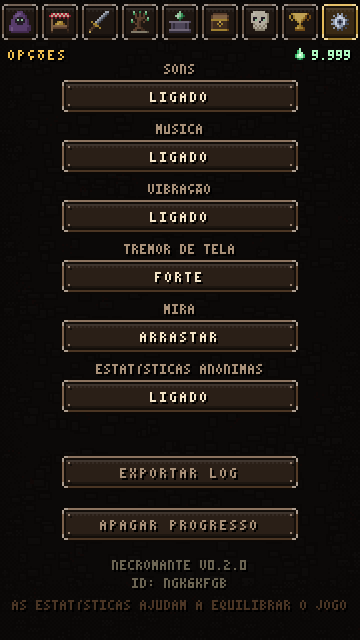 OPÇÕES
9.999
SONS
LIGADO
MÚSICA
LIGADO
VIBRAÇÃO
LIGADO
TREMOR DE TELA
FORTE
MIRA
ARRASTAR
ESTATÍSTICAS ANÔNIMAS
LIGADO
EXPORTAR LOG
APAGAR PROGRESSO
NECROMANTE V0.2.0
ID: NGK6KFGB
AS ESTATÍSTICAS AJUDAM A EQUILIBRAR O JOGO